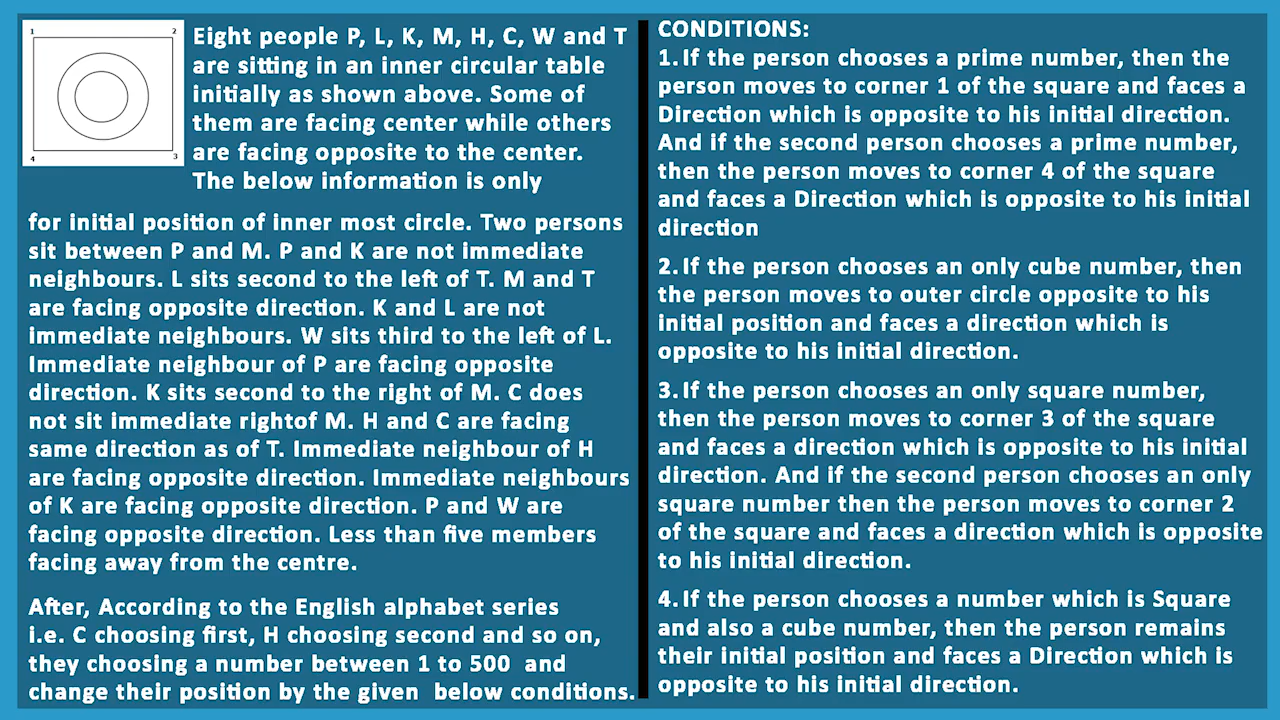 1
2
4
3
Eight people P, L, K, M, H, C, W and T
are sitting in an inner circular table
initially as shown above. Some of
them are facing center while others
are facing opposite to the center.
The below information is only
for initial position of inner most circle. Two persons
sit between P and M. P and K are not immediate
neighbours. L sits second to the left of T. M and T
are facing opposite direction. K and L are not
immediate neighbours. W sits third to the left of L.
Immediate neighbour of P are facing opposite
direction. K sits second to the right of M. C does
not sit immediate rightof M. H and C are facing
same direction as of T. Immediate neighbour of H
are facing opposite direction. Immediate neighbours
of K are facing opposite direction. P and W are
facing opposite direction. Less than five members
facing away from the centre.
After, According to the English alphabet series
i.e. C choosing first, H choosing second and so on,
they choosing a number between 1 to 500 and
change their position by the given below conditions.
CONDITIONS:
1. If the person chooses a prime number, then the
person moves to corner 1 of the square and faces a
Direction which is opposite to his initial direction.
And if the second person chooses a prime number,
then the person moves to corner 4 of the square
and faces a Direction which is opposite to his initial
direction
2. If the person chooses an only cube number, then
the person moves to outer circle opposite to his
initial position and faces a direction which is
opposite to his initial direction.
3. If the person chooses an only square number,
then the person moves to corner 3 of the square
and faces a direction which is opposite to his initial
direction. And if the second person chooses an only
square number then the person moves to corner 2
of the square and faces a direction which is opposite
to his initial direction.
4. If the person chooses a number which is Square
and also a cube number, then the person remains
their initial position and faces a Direction which is
opposite to his initial direction.